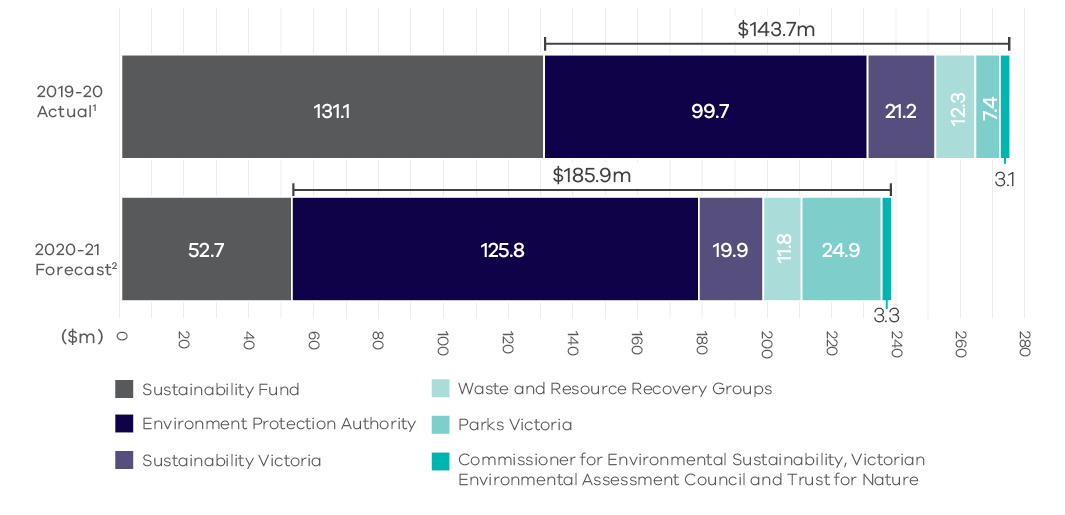 $143.7m
2019-20
Actual¹
131.1
99.7
21.2
12.3
7.4
3.1
$185.9m
2020-21
Forecast²
52.7
125.8
19.9
11.8
24.9
3.3
($m)
0 20 40 60 80 100 120 140 160 180 200 220 240 260 280
Sustainability Fund
Environment Protection Authority
Sustainability Victoria
Waste and Resource Recovery Groups
Parks Victoria
Commissioner for Environmental Sustainability, Victorian
Environmental Assessment Council and Trust for Nature